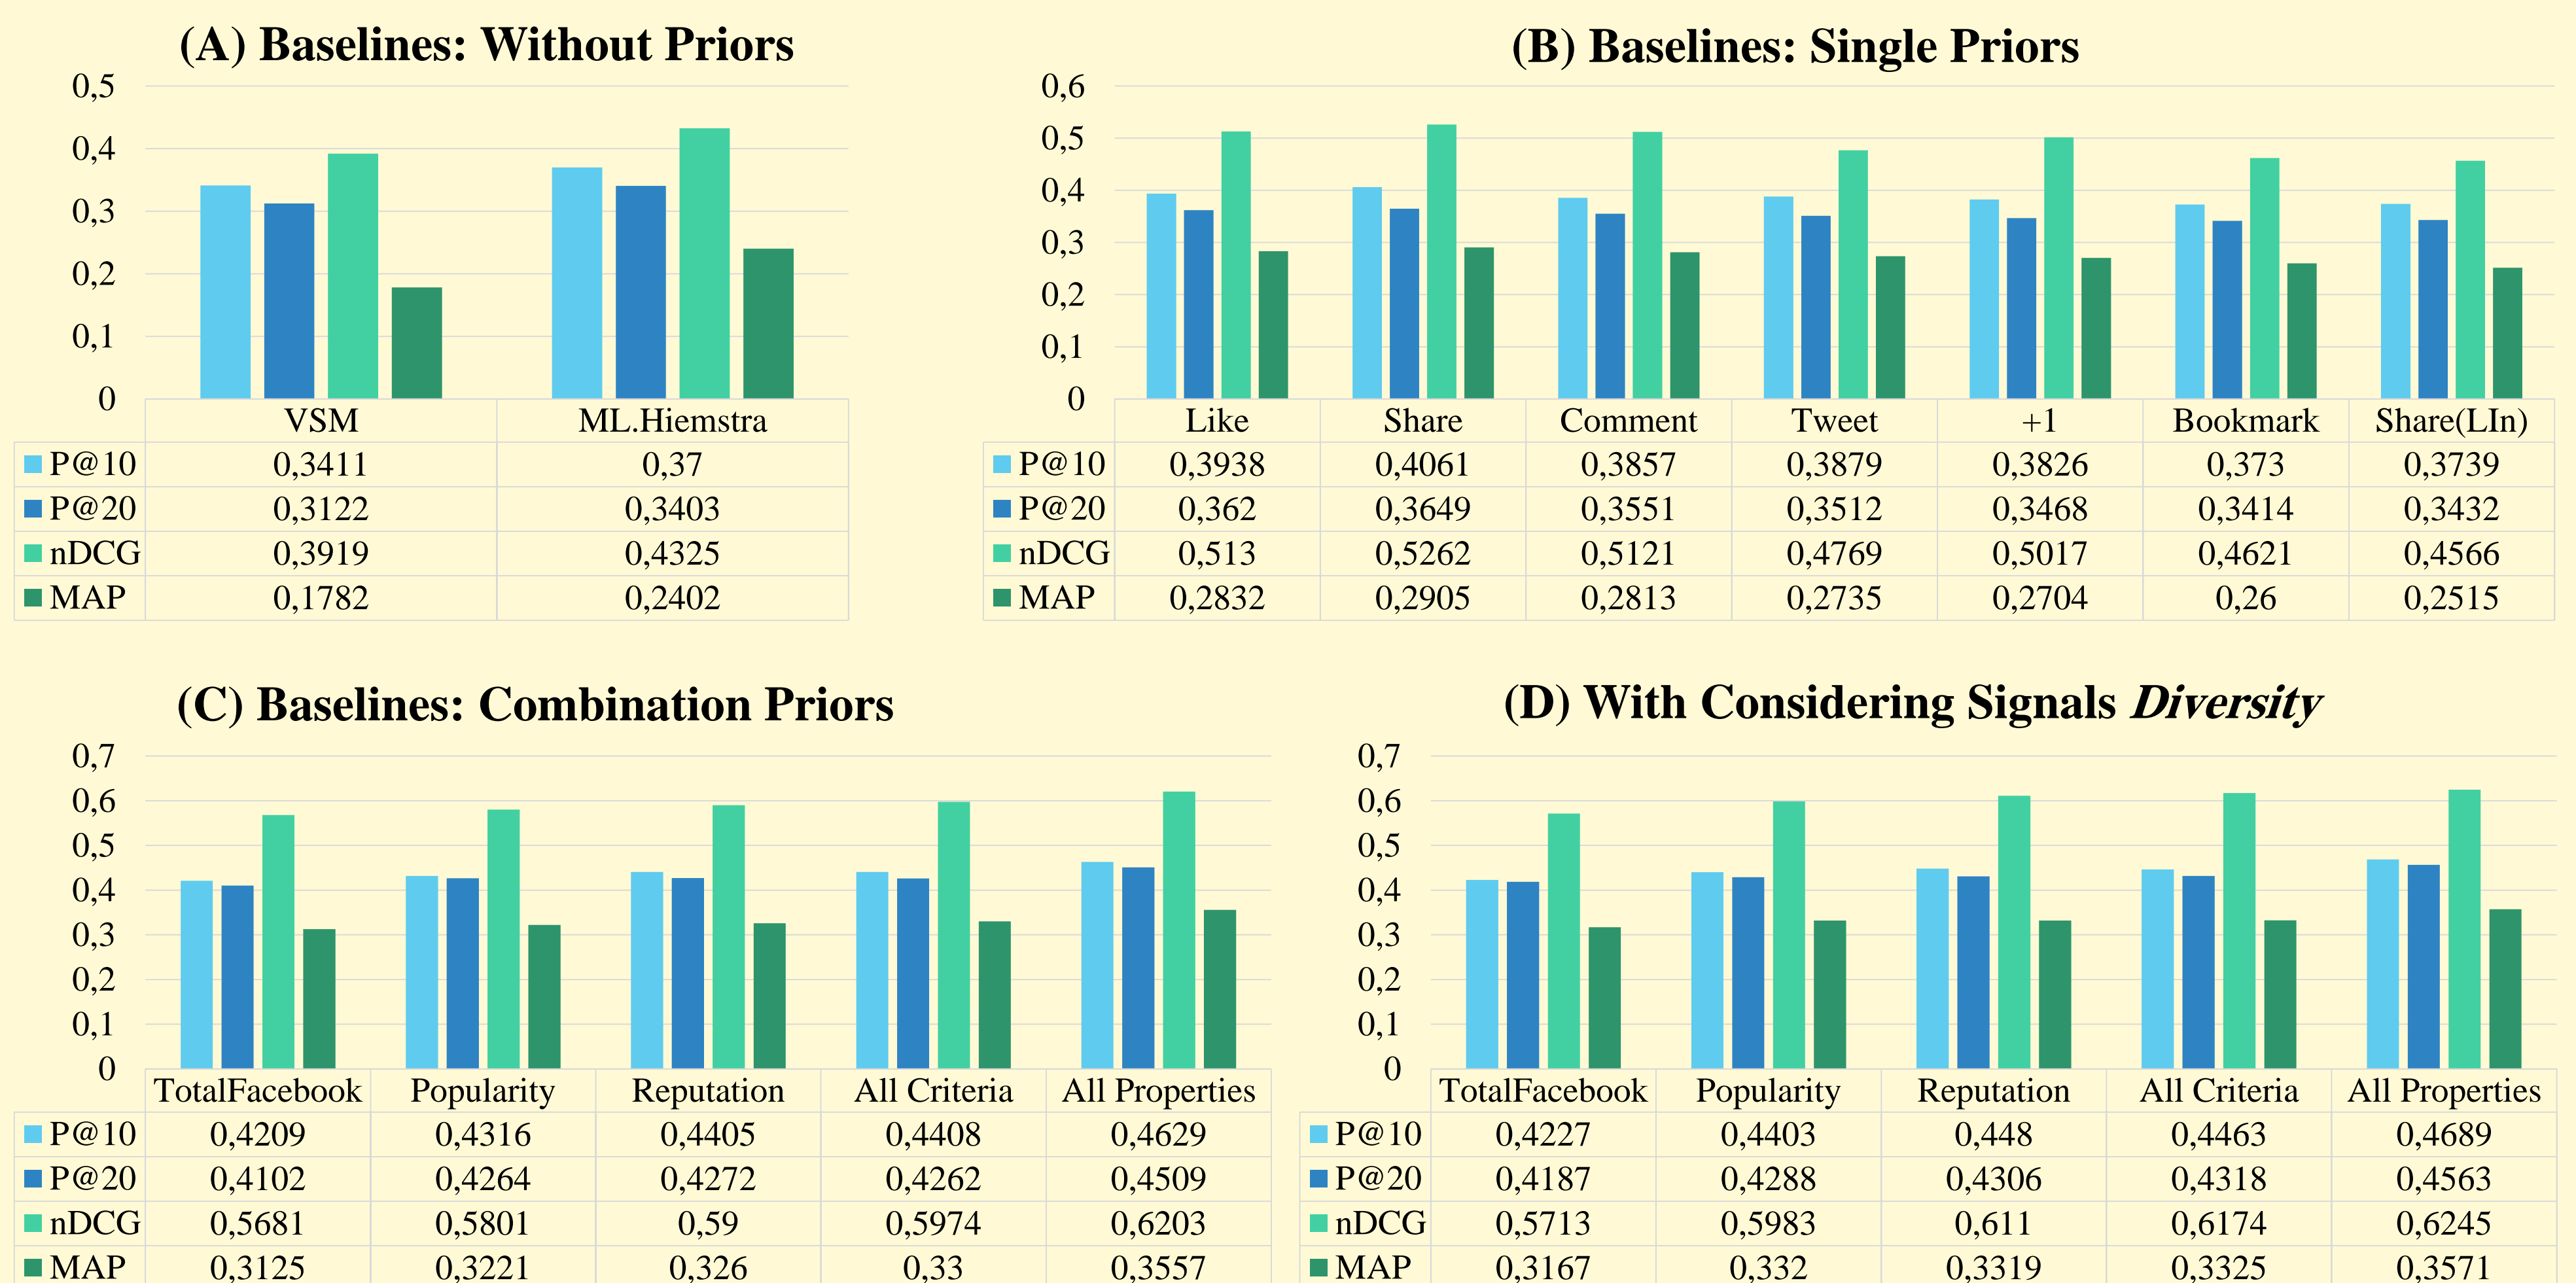 (A) Baselines: Without Priors
0,5
0,4
0,3
0,2
0,1
0
VSM ML.Hiemstra
P@10 0,3411 0,37
P@20 0,3122 0,3403
nDCG 0,3919 0,4325
MAP 0,1782 0,2402
(B) Baselines: Single Priors
0,6
0,5
0,4
0,3
0,2
0,1
0
Like Share Comment Tweet +1 Bookmark Share(LIn)
P@10 0,3938 0,4061 0,3857 0,3879 0,3826 0,373 0,3739
P@20 0,362 0,3649 0,3551 0,3512 0,3468 0,3414 0,3432
nDCG 0,513 0,5262 0,5121 0,4769 0,5017 0,4621 0,4566
MAP 0,2832 0,2905 0,2813 0,2735 0,2704 0,26 0,2515
(C) Baselines: Combination Priors
0,7
0,6
0,5
0,4
0,3
0,2
0,1
0
TotalFacebook Popularity Reputation All Criteria All Properties
P@10 0,4209 0,4316 0,4405 0,4408 0,4629
P@20 0,4102 0,4264 0,4272 0,4262 0,4509
nDCG 0,5681 0,5801 0,59 0,5974 0,6203
MAP 0,3125 0,3221 0,326 0,33 0,3557
(D) With Considering Signals Diversity
0,7
0,6
0,5
0,4
0,3
0,2
0,1
0
TotalFacebook Popularity Reputation All Criteria All Properties
P@10 0,4227 0,4403 0,448 0,4463 0,4689
P@20 0,4187 0,4288 0,4306 0,4318 0,4563
nDCG 0,5713 0,5983 0,611 0,6174 0,6245
MAP 0,3167 0,332 0,3319 0,3325 0,3571